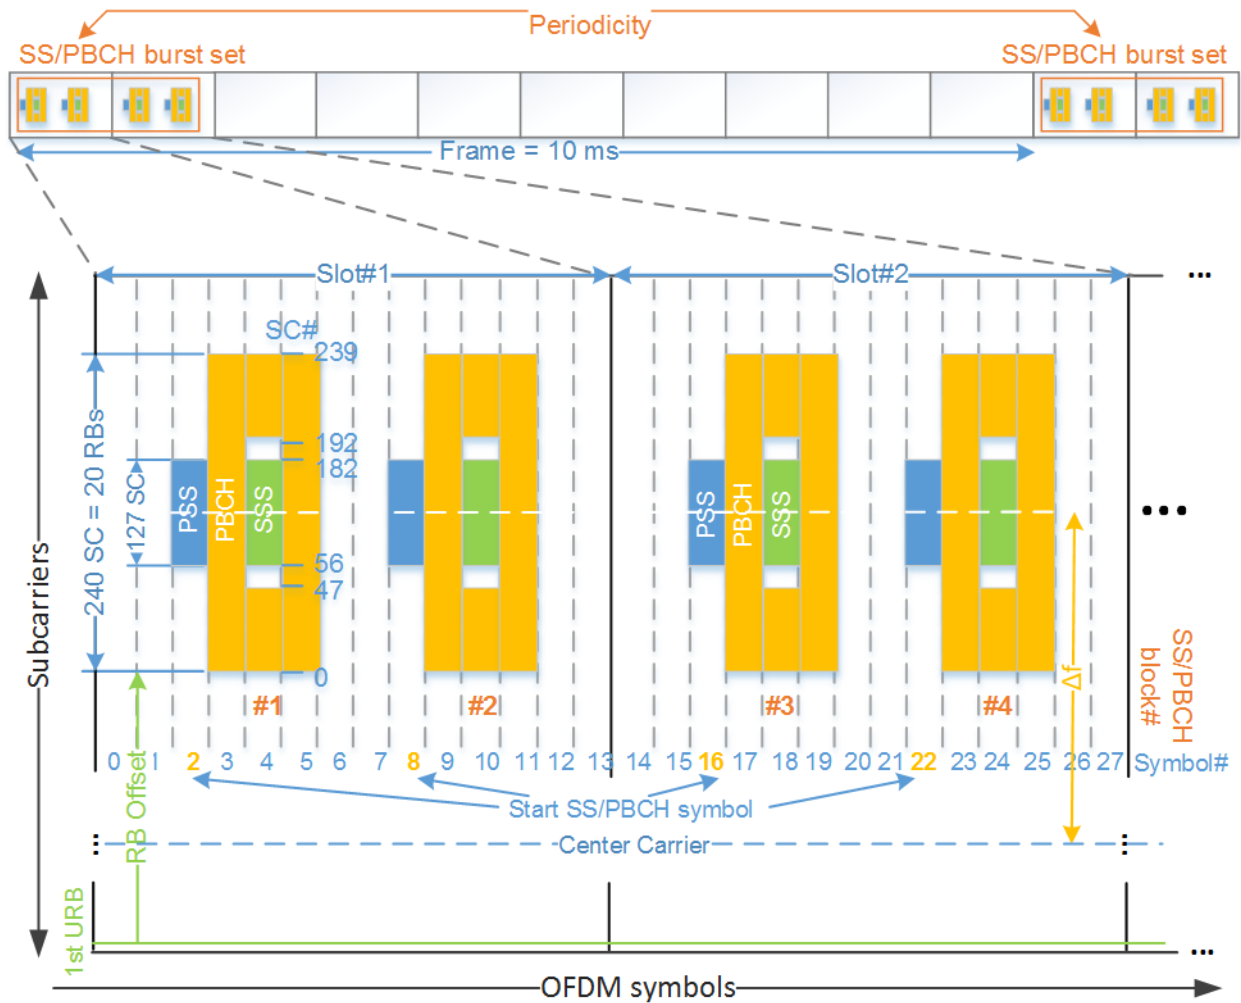 Periodicity
SS/PBCH burst set
SS/PBCH burst set
Frame = 10 ms
Slot#1
Slot#2
...
SC#
239
192
182
56
47
0
240 SC = 20 RBs
127 SC
PSS
PBCH
SSS
PSS
PBCH
SSS
...
Subcarriers
Δf
SS/PBCH
block#
#1
#2
#3
#4
0 1 2 3 4 5 6 7 8 9 10 11 12 13 14 15 16 17 18 19 20 21 22 23 24 25 26 27 Symbol#
Start SS/PBCH symbol
RB Offset
Center Carrier
1st URB
...
OFDM symbols